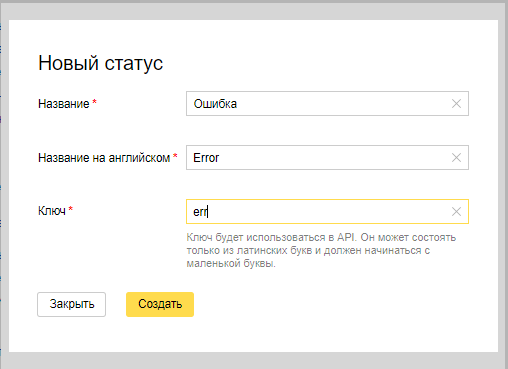 Новый статус
Название *
Ошибка
Название на английском *
Error
Ключ *
err
Ключ будет использоваться в API. Он может состоять
только из латинских букв и должен начинаться с
маленькой буквы.
Закрыть
Создать